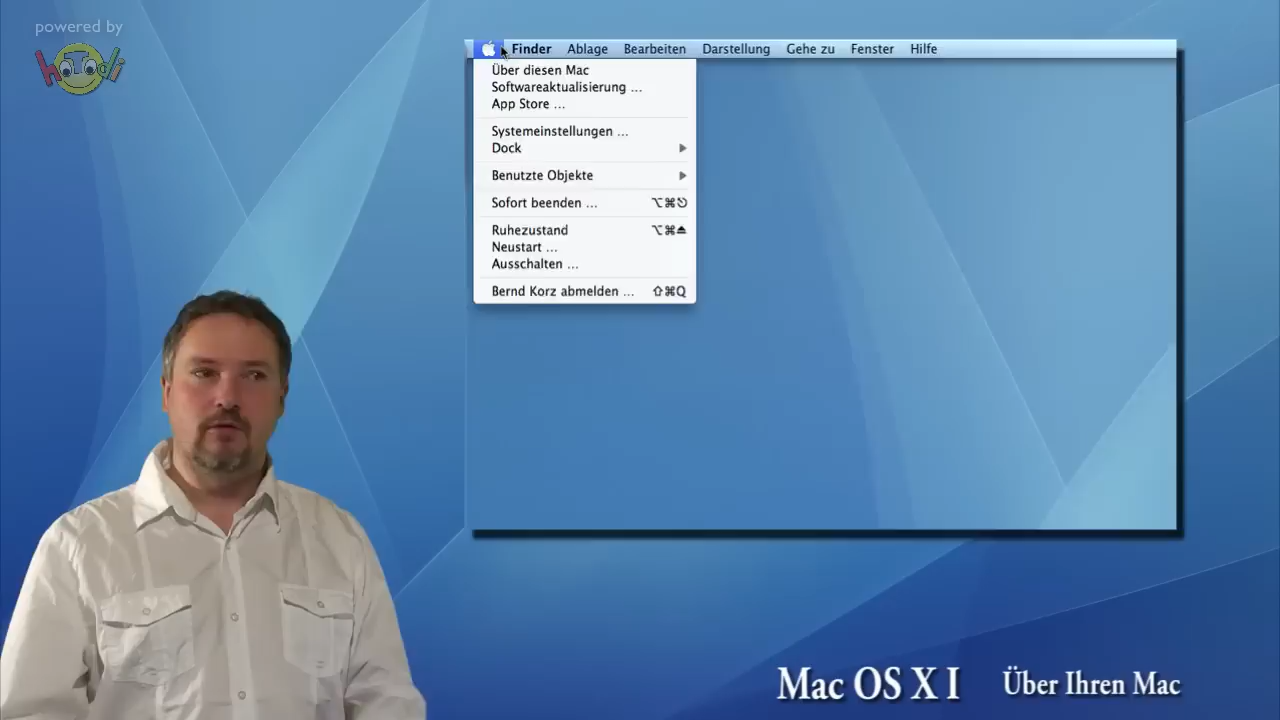 powered by
holodi
Finder Ablage Bearbeiten Darstellung Gehe zu Fenster Hilfe
Über diesen Mac
Softwareaktualisierung ...
App Store ...
Systemeinstellungen ...
Dock
Benutzte Objekte
Sofort beenden ... ⌥⌘⎋
Ruhezustand ⌥⌘⏏
Neustart ...
Ausschalten ...
Bernd Korz abmelden ... ⇧⌘Q
Mac OS X I Über Ihren Mac